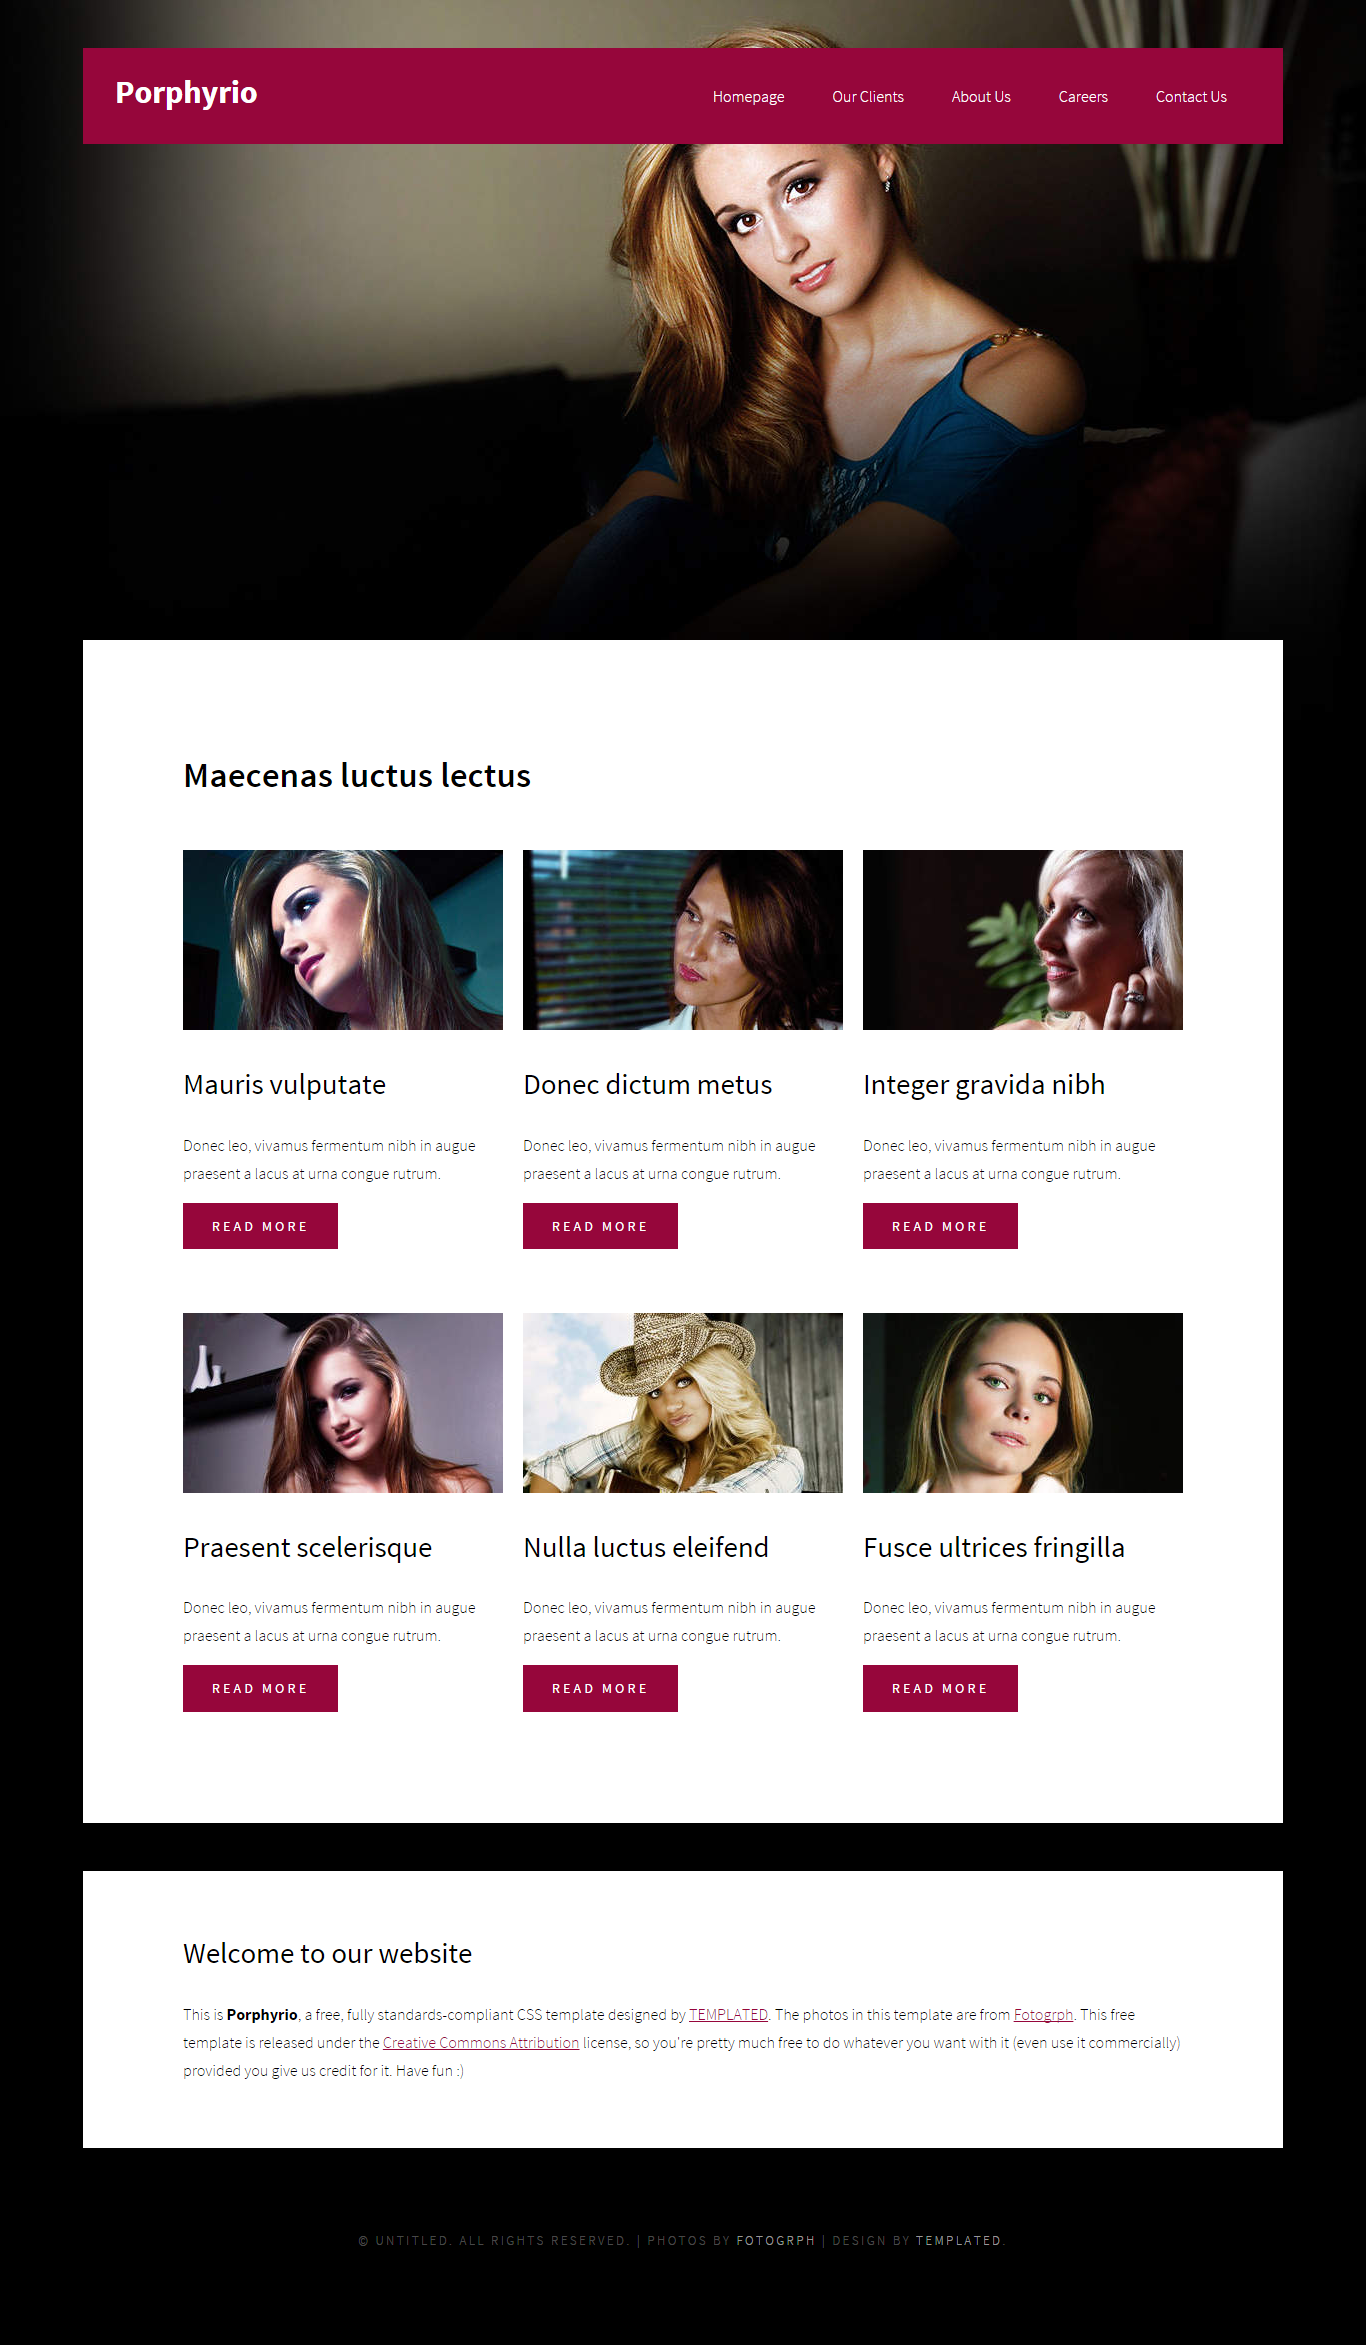 Porphyrio
Homepage Our Clients About Us Careers Contact Us
Maecenas luctus lectus
Mauris vulputate
Donec leo, vivamus fermentum nibh in augue
praesent a lacus at urna congue rutrum.
READ MORE
Donec dictum metus
Donec leo, vivamus fermentum nibh in augue
praesent a lacus at urna congue rutrum.
READ MORE
Integer gravida nibh
Donec leo, vivamus fermentum nibh in augue
praesent a lacus at urna congue rutrum.
READ MORE
Praesent scelerisque
Donec leo, vivamus fermentum nibh in augue
praesent a lacus at urna congue rutrum.
READ MORE
Nulla luctus eleifend
Donec leo, vivamus fermentum nibh in augue
praesent a lacus at urna congue rutrum.
READ MORE
Fusce ultrices fringilla
Donec leo, vivamus fermentum nibh in augue
praesent a lacus at urna congue rutrum.
READ MORE
Welcome to our website
This is Porphyrio, a free, fully standards-compliant CSS template designed by TEMPLATED. The photos in this template are from Fotogrph. This free
template is released under the Creative Commons Attribution license, so you're pretty much free to do whatever you want with it (even use it commercially)
provided you give us credit for it. Have fun :)
© UNTITLED. ALL RIGHTS RESERVED. | PHOTOS BY FOTOGRPH | DESIGN BY TEMPLATED.